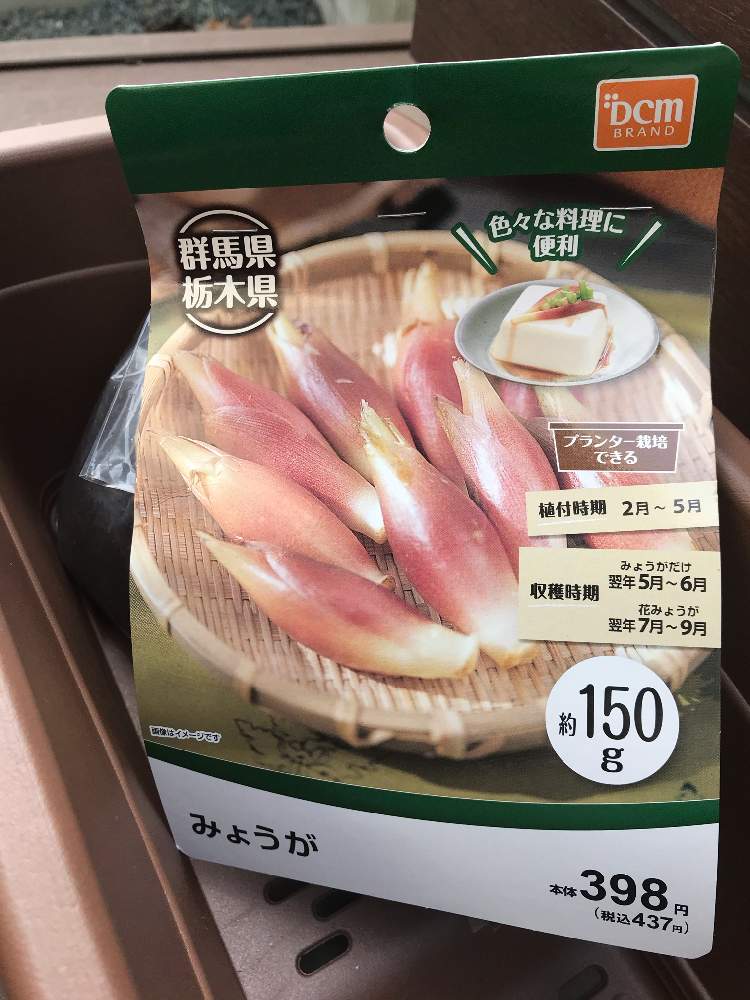 DCM
BRAND
群馬県
栃木県
色々な料理に
便利
プランター栽培
できる
植付時期 2月～5月
収穫時期
みょうがだけ
翌年5月～6月
花みょうが
翌年7月～9月
約150g
画像はイメージです
みょうが
本体398円
(税込437円)